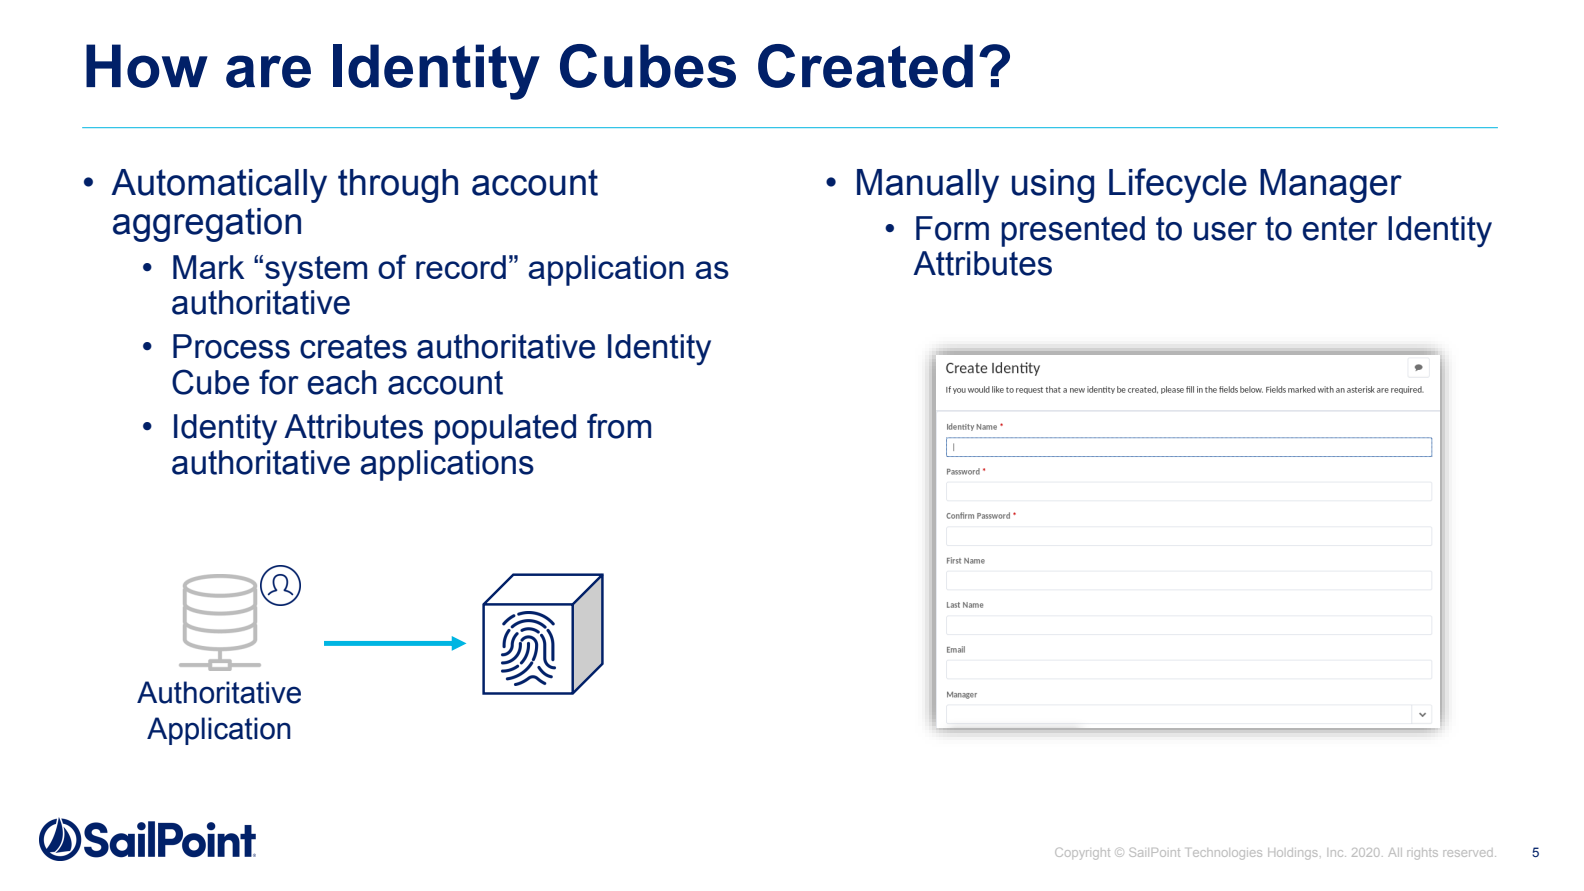 How are Identity Cubes Created?
• Automatically through account
aggregation
• Mark “system of record” application as
authoritative
• Process creates authoritative Identity
Cube for each account
• Identity Attributes populated from
authoritative applications
Authoritative
Application
• Manually using Lifecycle Manager
• Form presented to user to enter Identity
Attributes
Create Identity
If you would like to request that a new identity be created, please fill in the fields below. Fields marked with an asterisk are required.
Identity Name *
Password *
Confirm Password *
First Name
Last Name
Email
Manager
SailPoint
Copyright © SailPoint Technologies Holdings, Inc. 2020. All rights reserved.
5